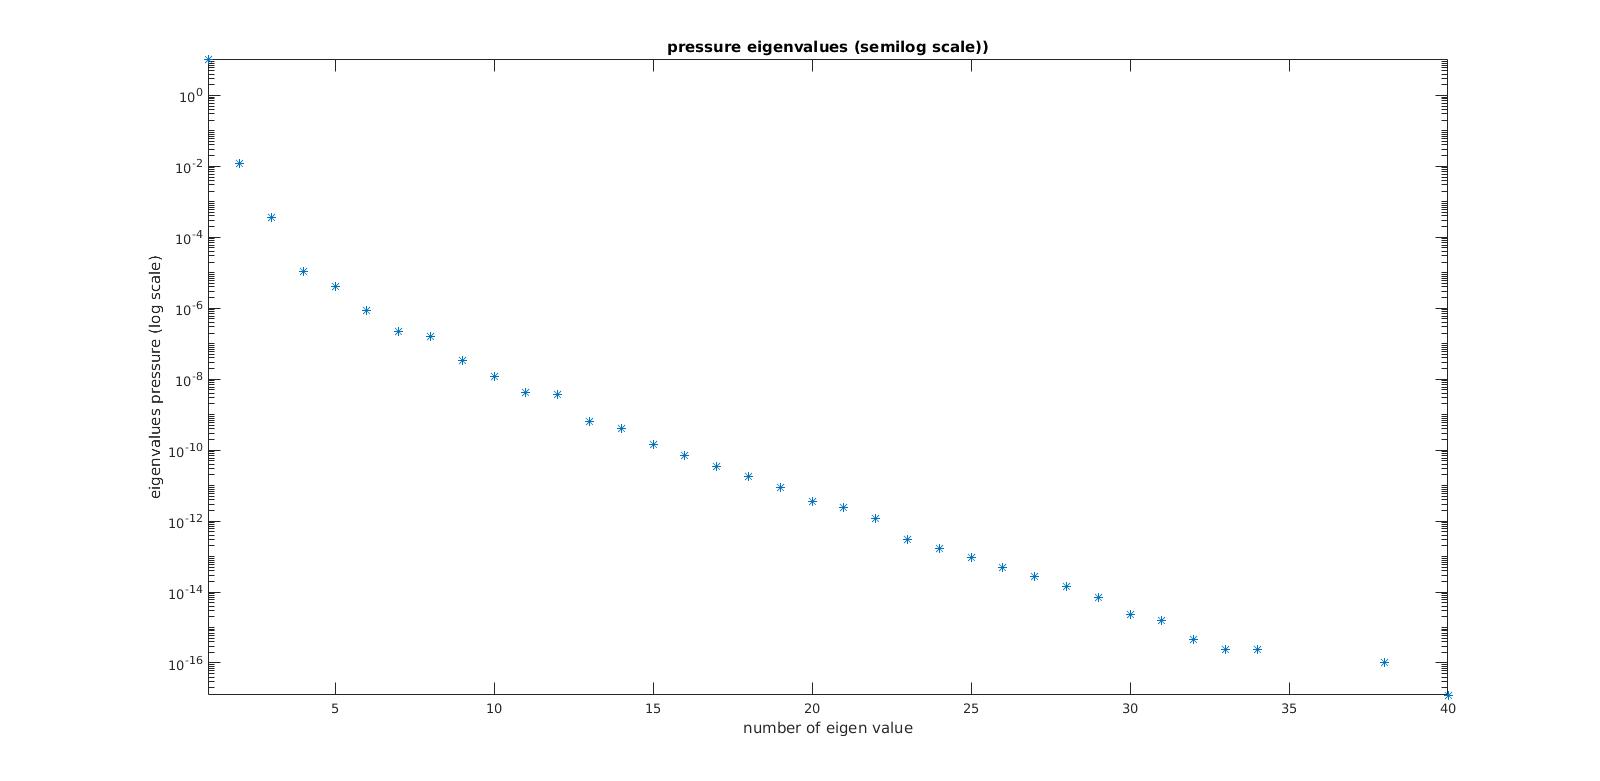 pressure eigenvalues (semilog scale))
eigenvalues pressure (log scale)
10^0
10^-2
10^-4
10^-6
10^-8
10^-10
10^-12
10^-14
10^-16
5 10 15 20 25 30 35 40
number of eigen value